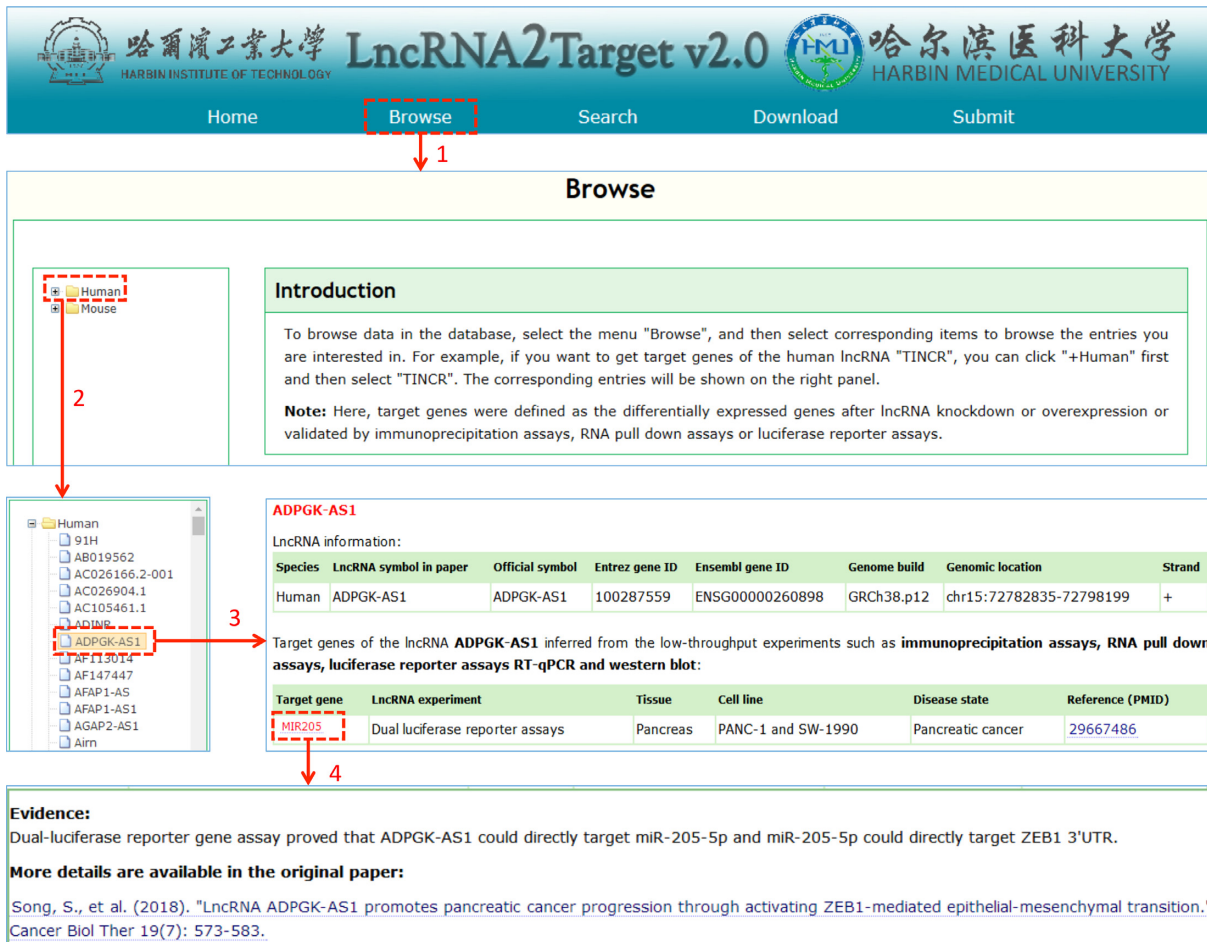 哈爾濱工業大學
HARBIN INSTITUTE OF TECHNOLOGY
LncRNA2Target v2.0
HMU
哈尔滨医科大学
HARBIN MEDICAL UNIVERSITY
Home Browse Search Download Submit
1
Browse
Human
Mouse
2
Introduction
To browse data in the database, select the menu "Browse", and then select corresponding items to browse the entries you
are interested in. For example, if you want to get target genes of the human lncRNA "TINCR", you can click "+Human" first
and then select "TINCR". The corresponding entries will be shown on the right panel.
Note: Here, target genes were defined as the differentially expressed genes after lncRNA knockdown or overexpression or
validated by immunoprecipitation assays, RNA pull down assays or luciferase reporter assays.
Human
91H
AB019562
AC026166.2-001
AC026904.1
AC105461.1
ADINR
ADPGK-AS1
AF113014
AF147447
AFAP1-AS
AFAP1-AS1
AGAP2-AS1
Airn
3
ADPGK-AS1
LncRNA information:
Species LncRNA symbol in paper Official symbol Entrez gene ID Ensembl gene ID Genome build Genomic location Strand
Human ADPGK-AS1 ADPGK-AS1 100287559 ENSG00000260898 GRCh38.p12 chr15:72782835-72798199 +
Target genes of the lncRNA ADPGK-AS1 inferred from the low-throughput experiments such as immunoprecipitation assays, RNA pull down
assays, luciferase reporter assays RT-qPCR and western blot:
Target gene LncRNA experiment Tissue Cell line Disease state Reference (PMID)
MIR205 Dual luciferase reporter assays Pancreas PANC-1 and SW-1990 Pancreatic cancer 29667486
4
Evidence:
Dual-luciferase reporter gene assay proved that ADPGK-AS1 could directly target miR-205-5p and miR-205-5p could directly target ZEB1 3'UTR.
More details are available in the original paper:
Song, S., et al. (2018). "LncRNA ADPGK-AS1 promotes pancreatic cancer progression through activating ZEB1-mediated epithelial-mesenchymal transition."
Cancer Biol Ther 19(7): 573-583.